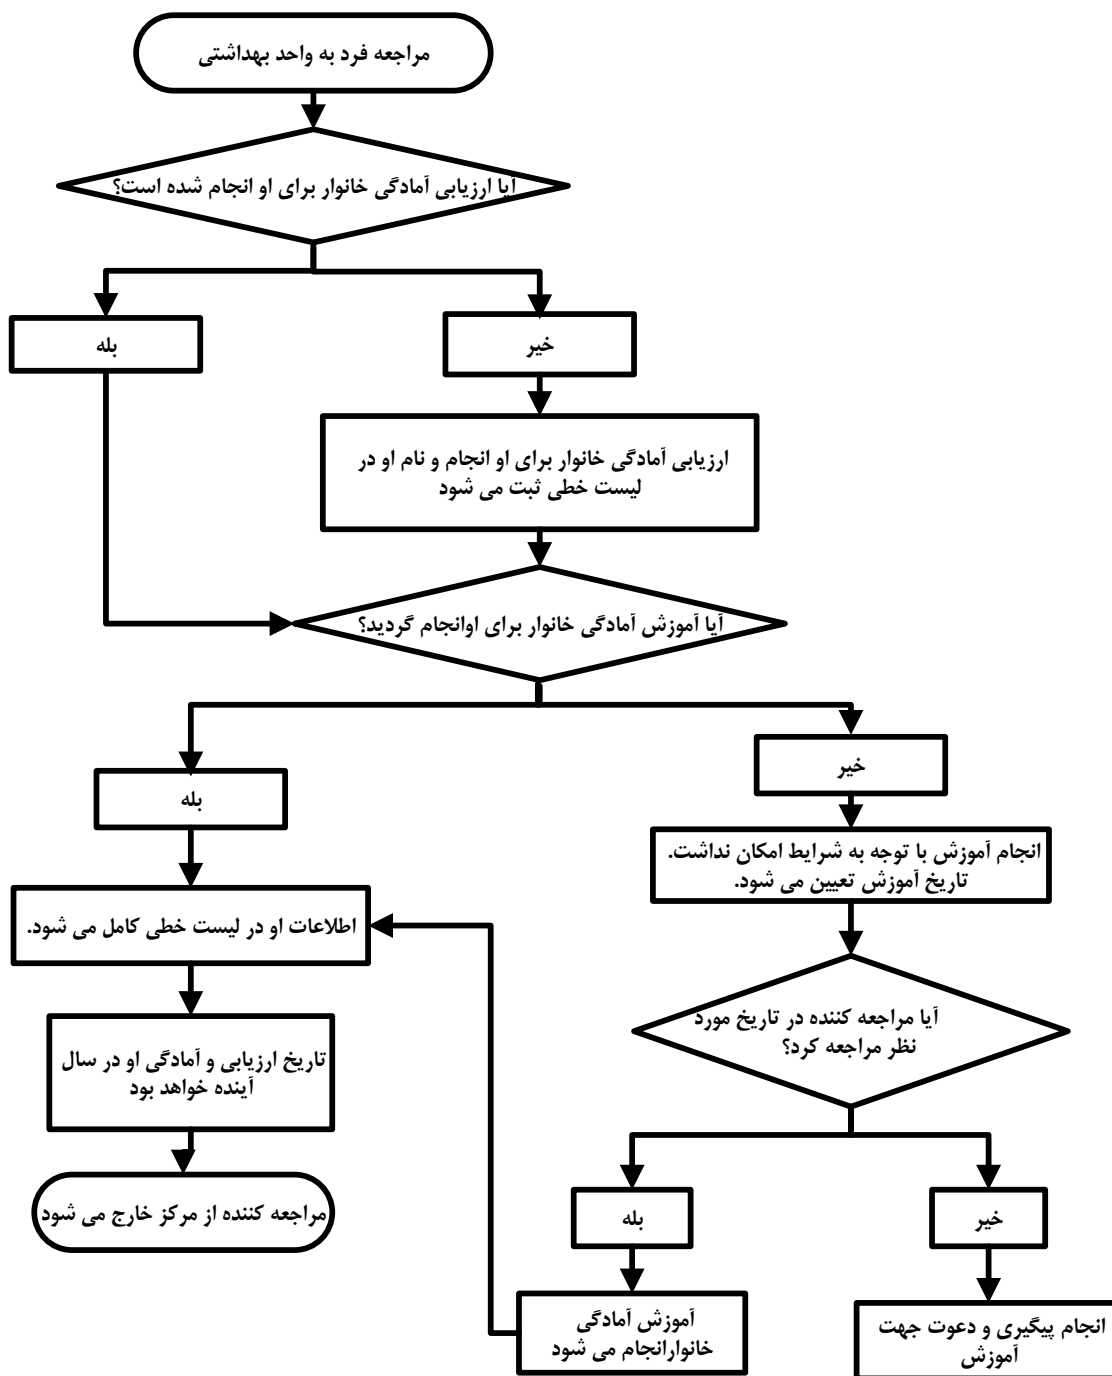 مراجعه فرد به واحد بهداشتی
آیا ارزیابی آمادگی خانوار برای او انجام شده است؟
بله
خیر
ارزیابی آمادگی خانوار برای او انجام و نام او در
لیست خطی ثبت می شود
آیا آموزش آمادگی خانوار برای اوانجام گردید؟
خیر
بله
انجام آموزش با توجه به شرایط امکان نداشت.
تاریخ آموزش تعیین می شود.
اطلاعات او در لیست خطی کامل می شود.
آیا مراجعه کننده در تاریخ مورد
نظر مراجعه کرد؟
تاریخ ارزیابی و آمادگی او در سال
آینده خواهد بود
مراجعه کننده از مرکز خارج می شود
بله
خیر
آموزش آمادگی
خانوارانجام می شود
انجام پیگیری و دعوت جهت
آموزش